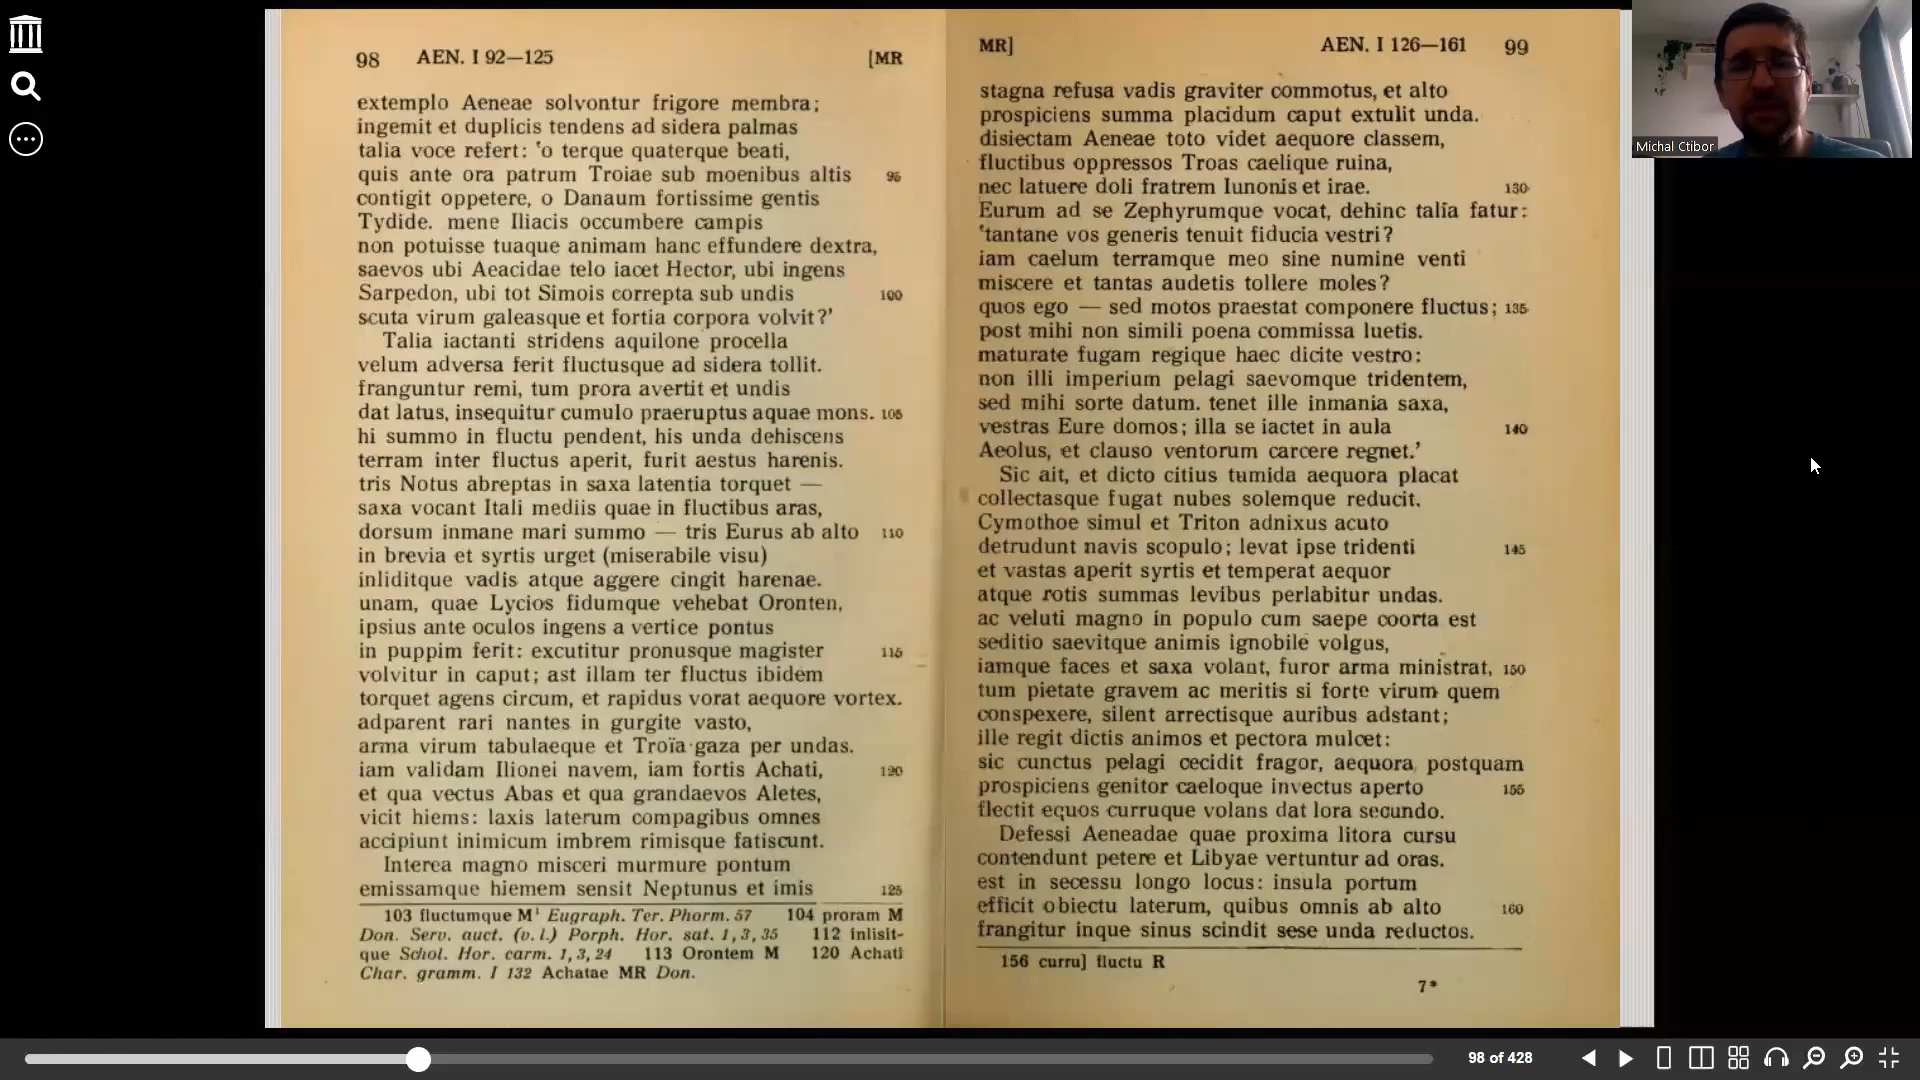 98 AEN. I 92—125 [MR
extemplo Aeneae solvontur frigore membra;
ingemit et duplicis tendens ad sidera palmas
talia voce refert: ‘o terque quaterque beati,
quis ante ora patrum Troiae sub moenibus altis 95
contigit oppetere, o Danaum fortissime gentis
Tydide. mene Iliacis occumbere campis
non potuisse tuaque animam hanc effundere dextra,
saevos ubi Aeacidae telo iacet Hector, ubi ingens
Sarpedon, ubi tot Simois correpta sub undis 100
scuta virum galeasque et fortia corpora volvit?’
Talia iactanti stridens aquilone procella
velum adversa ferit fluctusque ad sidera tollit.
franguntur remi, tum prora avertit et undis
dat latus, insequitur cumulo praeruptus aquae mons. 105
hi summo in fluctu pendent, his unda dehiscens
terram inter fluctus aperit, furit aestus harenis.
tris Notus abreptas in saxa latentia torquet —
saxa vocant Itali mediis quae in fluctibus aras,
dorsum inmane mari summo — tris Eurus ab alto 110
in brevia et syrtis urget (miserabile visu)
inliditque vadis atque aggere cingit harenae.
unam, quae Lycios fidumque vehebat Oronten,
ipsius ante oculos ingens a vertice pontus
in puppim ferit: excutitur pronusque magister 115
volvitur in caput; ast illam ter fluctus ibidem
torquet agens circum, et rapidus vorat aequore vortex.
adparent rari nantes in gurgite vasto,
arma virum tabulaeque et Troïa gaza per undas.
iam validam Ilionei navem, iam fortis Achati, 120
et qua vectus Abas et qua grandaevos Aletes,
vicit hiems: laxis laterum compagibus omnes
accipiunt inimicum imbrem rimisque fatiscunt.
Interea magno misceri murmure pontum
emissamque hiemem sensit Neptunus et imis 125
103 fluctumque M¹ Eugraph. Ter. Phorm. 57 104 proram M
Don. Serv. auct. (v. l.) Porph. Hor. sat. 1, 3, 35 112 inlisit-
que Schol. Hor. carm. 1, 3, 24 113 Orontem M 120 Achati
Char. gramm. I 132 Achatae MR Don.
MR] AEN. I 126—161 99
stagna refusa vadis graviter commotus, et alto
prospiciens summa placidum caput extulit unda.
disiectam Aeneae toto videt aequore classem,
fluctibus oppressos Troas caelique ruina,
nec latuere doli fratrem Iunonis et irae. 130
Eurum ad se Zephyrumque vocat, dehinc talia fatur:
‘tantane vos generis tenuit fiducia vestri?
iam caelum terramque meo sine numine venti
miscere et tantas audetis tollere moles?
quos ego — sed motos praestat componere fluctus; 135
post mihi non simili poena commissa luetis.
maturate fugam regique haec dicite vestro:
non illi imperium pelagi saevomque tridentem,
sed mihi sorte datum. tenet ille inmania saxa,
vestras Eure domos; illa se iactet in aula 140
Aeolus, et clauso ventorum carcere regnet.’
Sic ait, et dicto citius tumida aequora placat
collectasque fugat nubes solemque reducit.
Cymothoe simul et Triton adnixus acuto
detrudunt navis scopulo; levat ipse tridenti 145
et vastas aperit syrtis et temperat aequor
atque rotis summas levibus perlabitur undas.
ac veluti magno in populo cum saepe coorta est
seditio saevitque animis ignobile volgus,
iamque faces et saxa volant, furor arma ministrat, 150
tum pietate gravem ac meritis si forte virum quem
conspexere, silent arrectisque auribus adstant;
ille regit dictis animos et pectora mulcet:
sic cunctus pelagi cecidit fragor, aequora postquam
prospiciens genitor caeloque invectus aperto 155
flectit equos curruque volans dat lora secundo.
Defessi Aeneadae quae proxima litora cursu
contendunt petere et Libyae vertuntur ad oras.
est in secessu longo locus: insula portum
efficit obiectu laterum, quibus omnis ab alto 160
frangitur inque sinus scindit sese unda reductos.
156 curru] fluctu R
7*
Michal Ctibor
98 of 428